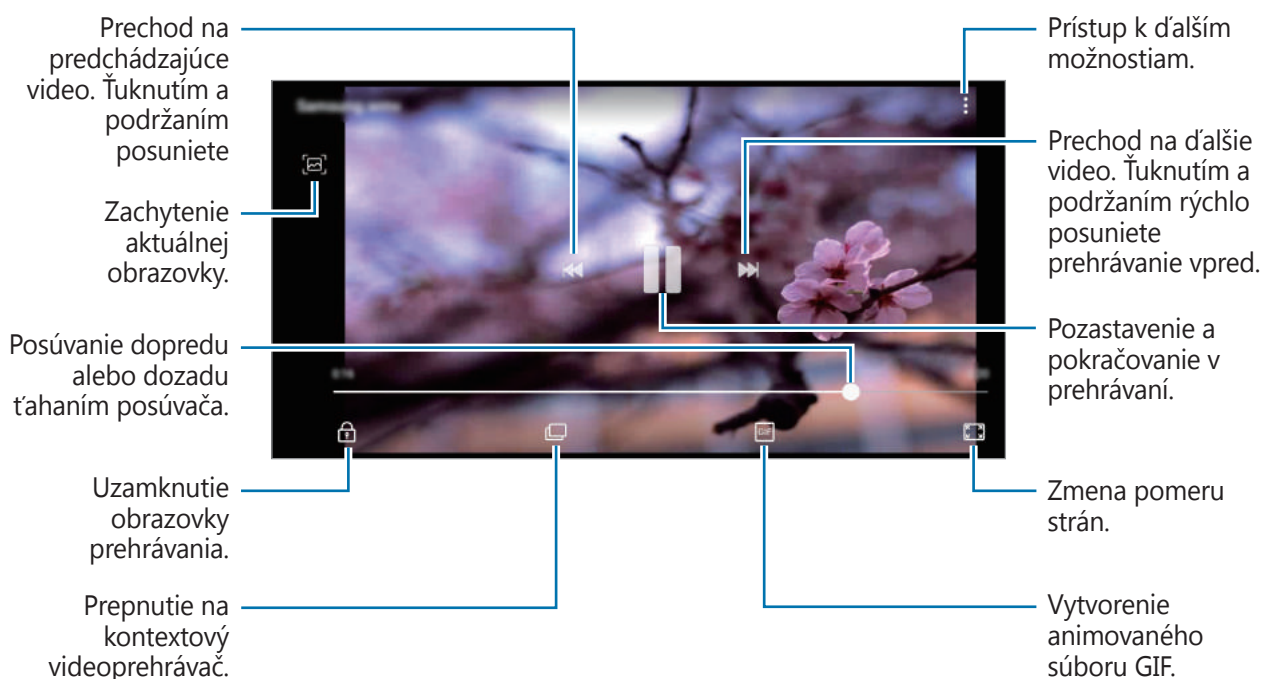 Prechod na
predchádzajúce
video. Ťuknutím a
podržaním
posuniete
Zachytenie
aktuálnej
obrazovky.
Posúvanie dopredu
alebo dozadu
ťahaním posúvača.
Uzamknutie
obrazovky
prehrávania.
Prepnutie na
kontextový
videoprehrávač.
GIF
Prístup k ďalším
možnostiam.
Prechod na ďalšie
video. Ťuknutím a
podržaním rýchlo
posuniete
prehrávanie vpred.
Pozastavenie a
pokračovanie v
prehrávaní.
Zmena pomeru
strán.
Vytvorenie
animovaného
súboru GIF.